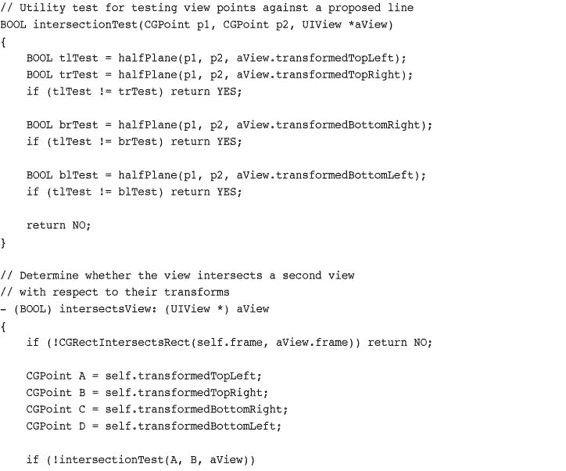 // Utility test for testing view points against a proposed line
BOOL intersectionTest(CGPoint p1, CGPoint p2, UIView *aView)
{
    BOOL tlTest = halfPlane(p1, p2, aView.transformedTopLeft);
    BOOL trTest = halfPlane(p1, p2, aView.transformedTopRight);
    if (tlTest != trTest) return YES;

    BOOL brTest = halfPlane(p1, p2, aView.transformedBottomRight);
    if (tlTest != brTest) return YES;

    BOOL blTest = halfPlane(p1, p2, aView.transformedBottomLeft);
    if (tlTest != blTest) return YES;

    return NO;
}

// Determine whether the view intersects a second view
// with respect to their transforms
- (BOOL) intersectsView: (UIView *) aView
{
    if (!CGRectIntersectsRect(self.frame, aView.frame)) return NO;

    CGPoint A = self.transformedTopLeft;
    CGPoint B = self.transformedTopRight;
    CGPoint C = self.transformedBottomRight;
    CGPoint D = self.transformedBottomLeft;

    if (!intersectionTest(A, B, aView))